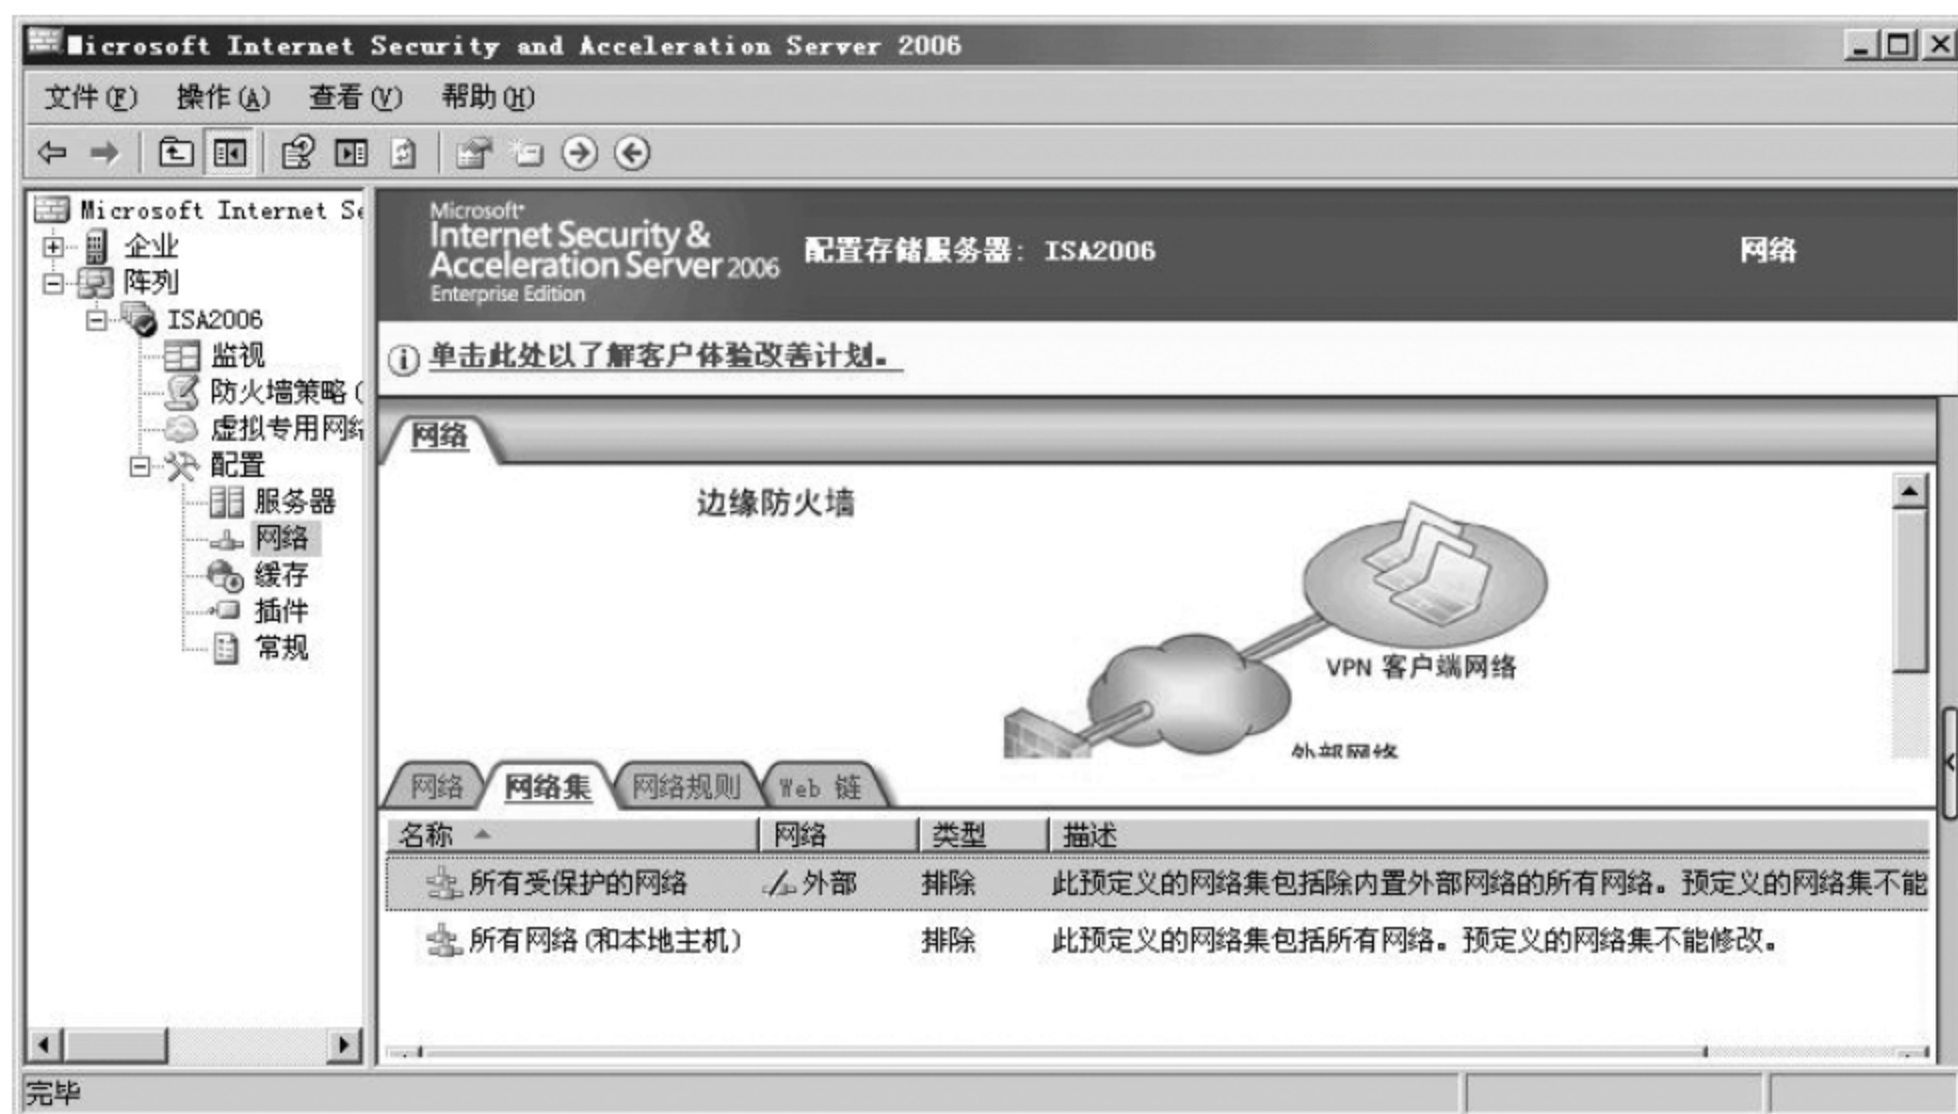 Microsoft Internet Security and Acceleration Server 2006
文件(F) 操作(A) 查看(V) 帮助(H)
Microsoft Internet Se
企业
阵列
ISA2006
监视
防火墙策略(
虚拟专用网络
配置
服务器
网络
缓存
插件
常规
Microsoft
Internet Security &
Acceleration Server 2006
Enterprise Edition
配置存储服务器: ISA2006
网络
单击此处以了解客户体验改善计划。
网络
边缘防火墙
VPN 客户端网络
外部网络
网络 网络集 网络规则 Web 链
名称 网络 类型 描述
所有受保护的网络 外部 排除 此预定义的网络集包括除内置外部网络的所有网络。预定义的网络集不能
所有网络(和本地主机) 排除 此预定义的网络集包括所有网络。预定义的网络集不能修改。
完毕